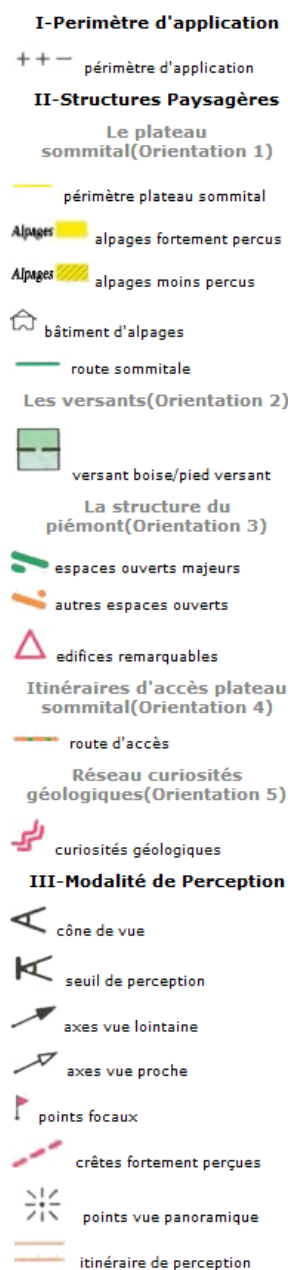 I-Perimètre d'application
périmètre d'application
II-Structures Paysagères
Le plateau
sommital(Orientation 1)
périmètre plateau sommital
Alpages alpages fortement percus
Alpages alpages moins percus
bâtiment d'alpages
route sommitale
Les versants(Orientation 2)
versant boise/pied versant
La structure du
piémont(Orientation 3)
espaces ouverts majeurs
autres espaces ouverts
edifices remarquables
Itinéraires d'accès plateau
sommital(Orientation 4)
route d'accès
Réseau curiosités
géologiques(Orientation 5)
curiosités géologiques
III-Modalité de Perception
cône de vue
seuil de perception
axes vue lointaine
axes vue proche
points focaux
crêtes fortement perçues
points vue panoramique
itinéraire de perception